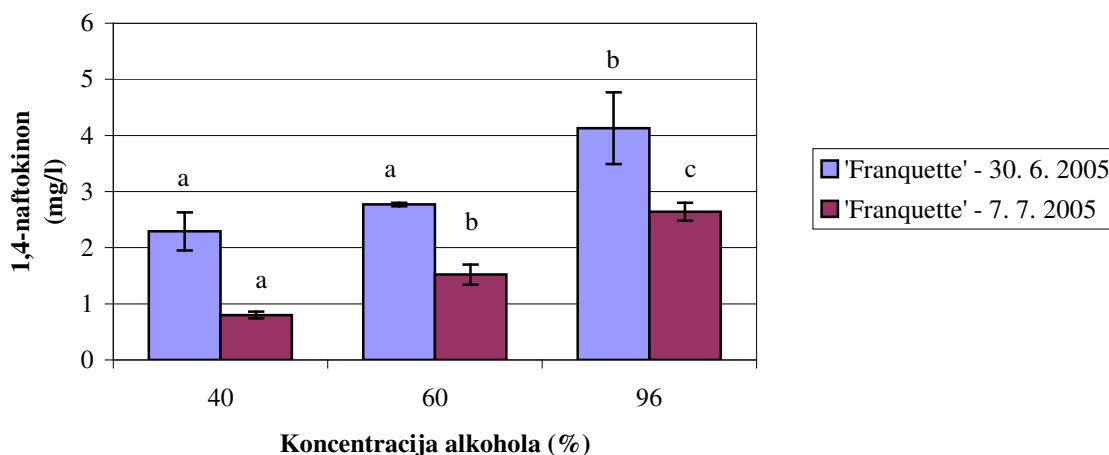 6
5
4
3
2
1
0
1,4-naftokinon
(mg/l)
a
a
a
b
b
c
40
60
96
Koncentracija alkohola (%)
'Franquette' - 30. 6. 2005
'Franquette' - 7. 7. 2005